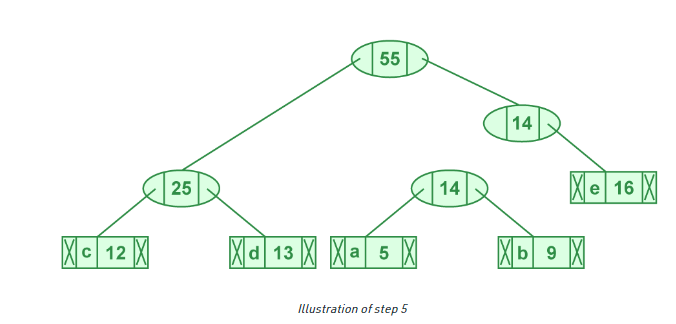 55
14
25
14
e 16
c 12
d 13
a 5
b 9
Illustration of step 5